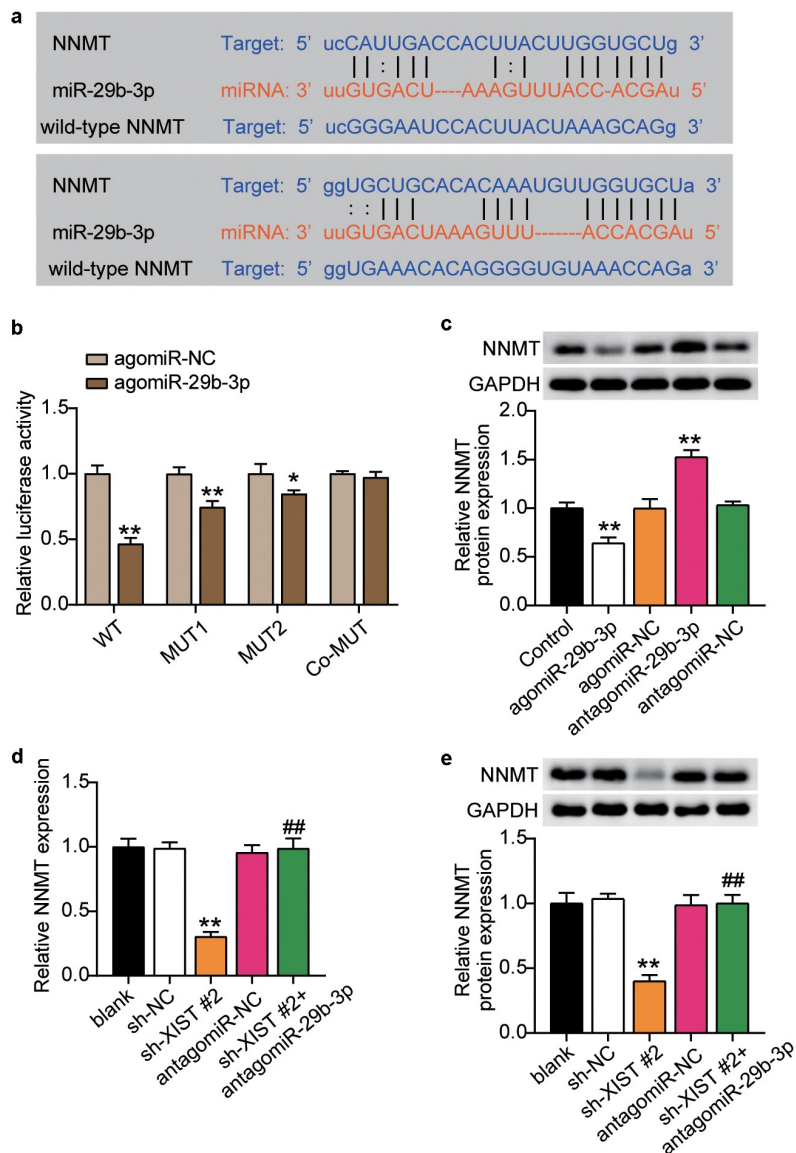 a
NNMT Target: 5’ ucCAUUGACCACUUACUUGGUGCUg 3’
| | : | | | | : | | | | | | | |
miR-29b-3p miRNA: 3’ uuGUGACU----AAAGUUUACC-ACGAu 5’
wild-type NNMT Target: 5’ ucGGGAAUCCACUUACUAAAGCAGg 3’
NNMT Target: 5’ ggUGCUGCACACAAAUGUUGGUGCUa 3’
: : | | | | | | | | | | | | | |
miR-29b-3p miRNA: 3’ uuGUGACUAAAGUUU-------ACCACGAu 5’
wild-type NNMT Target: 5’ ggUGAAACACAGGGGUGUAAACCAGa 3’
b
agomiR-NC
agomiR-29b-3p
Relative luciferase activity
1.5
1.0
0.5
0.0
** ** *
WT MUT1 MUT2 Co-MUT
c
NNMT
GAPDH
Relative NNMT
protein expression
2.0
1.5
1.0
0.5
0.0
** **
Control agomiR-29b-3p agomiR-NC antagomiR-29b-3p antagomiR-NC
d
Relative NNMT expression
1.5
1.0
0.5
0.0
** ##
blank sh-NC sh-XIST #2 antagomiR-NC sh-XIST #2+
antagomiR-29b-3p
e
NNMT
GAPDH
Relative NNMT
protein expression
1.5
1.0
0.5
0.0
** ##
blank sh-NC sh-XIST #2 antagomiR-NC sh-XIST #2+
antagomiR-29b-3p